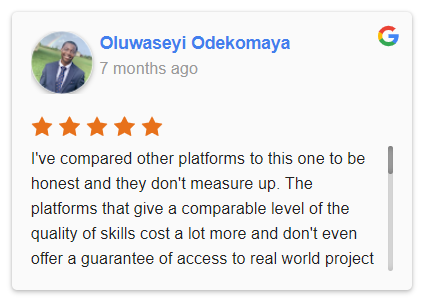 Oluwaseyi Odekomaya
7 months ago
I've compared other platforms to this one to be
honest and they don't measure up. The
platforms that give a comparable level of the
quality of skills cost a lot more and don't even
offer a guarantee of access to real world project